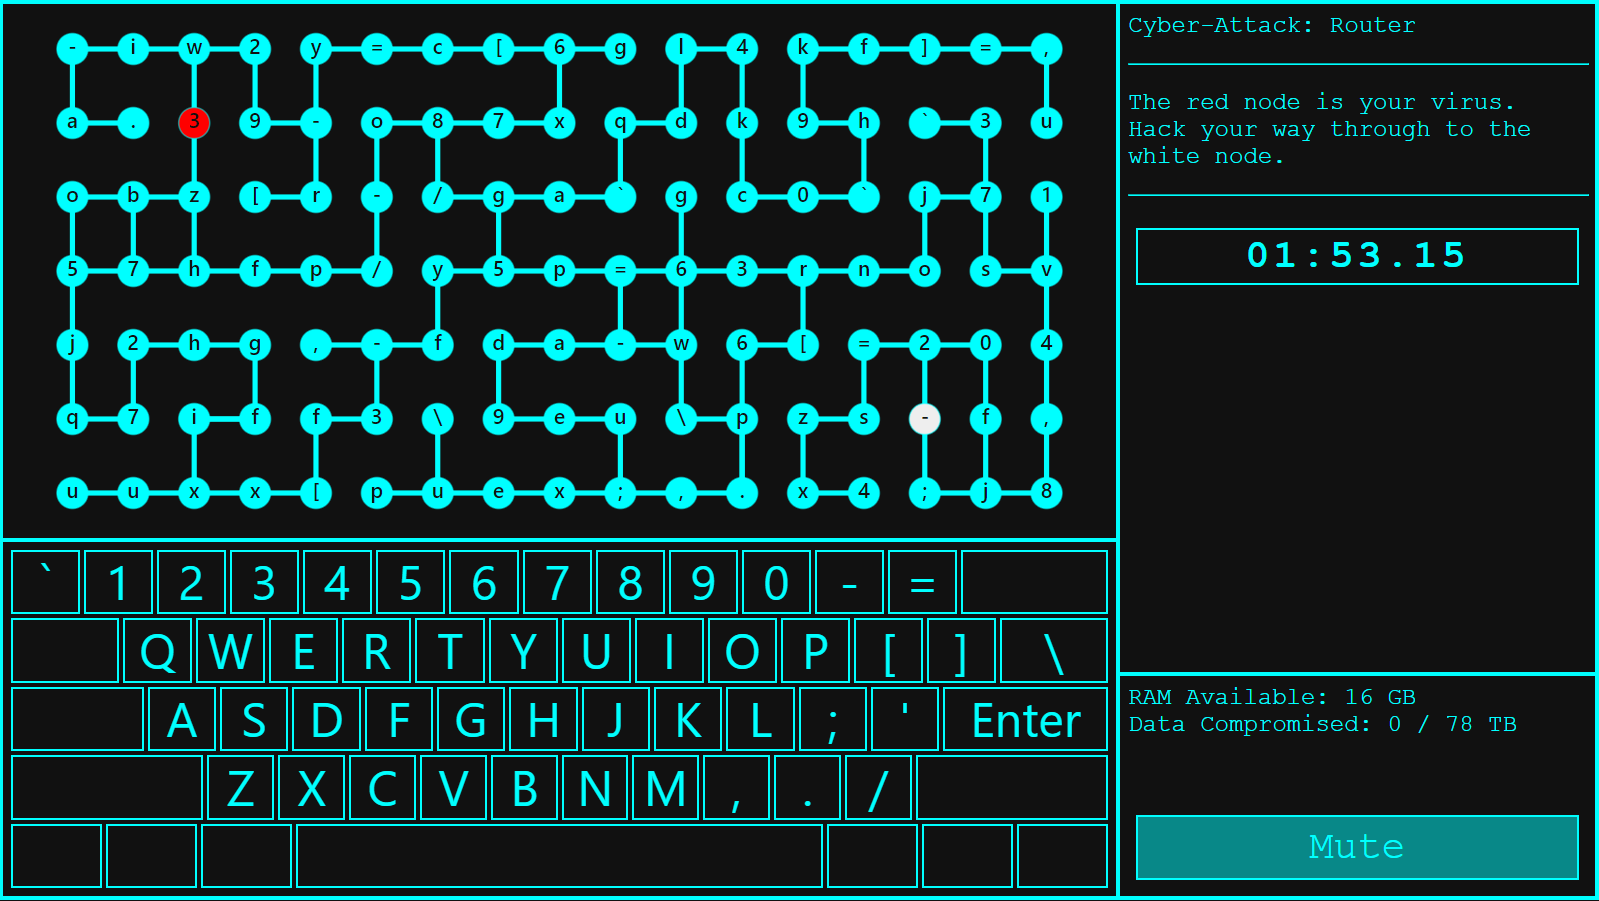 - i w 2 y = c [ 6 g l 4 k f ] = ,
a . 3 9 - o 8 7 x q d k 9 h ` 3 u
o b z [ r - / g a ` g c 0 ` j 7 1
5 7 h f p / y 5 p = 6 3 r n o s v
j 2 h g , - f d a - w 6 [ = 2 0 4
q 7 i f f 3 \ 9 e u \ p z s - f ,
u u x x [ p u e x ; , . x 4 ; j 8
` 1 2 3 4 5 6 7 8 9 0 - =
Q W E R T Y U I O P [ ] \
A S D F G H J K L ; ' Enter
Z X C V B N M , . /
Cyber-Attack: Router
The red node is your virus.
Hack your way through to the
white node.
01:53.15
RAM Available: 16 GB
Data Compromised: 0 / 78 TB
Mute